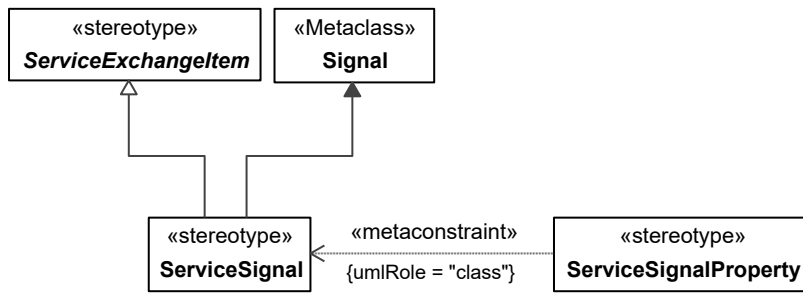 «stereotype»
ServiceExchangeItem
«Metaclass»
Signal
«stereotype»
ServiceSignal
«metaconstraint»
{umlRole = "class"}
«stereotype»
ServiceSignalProperty